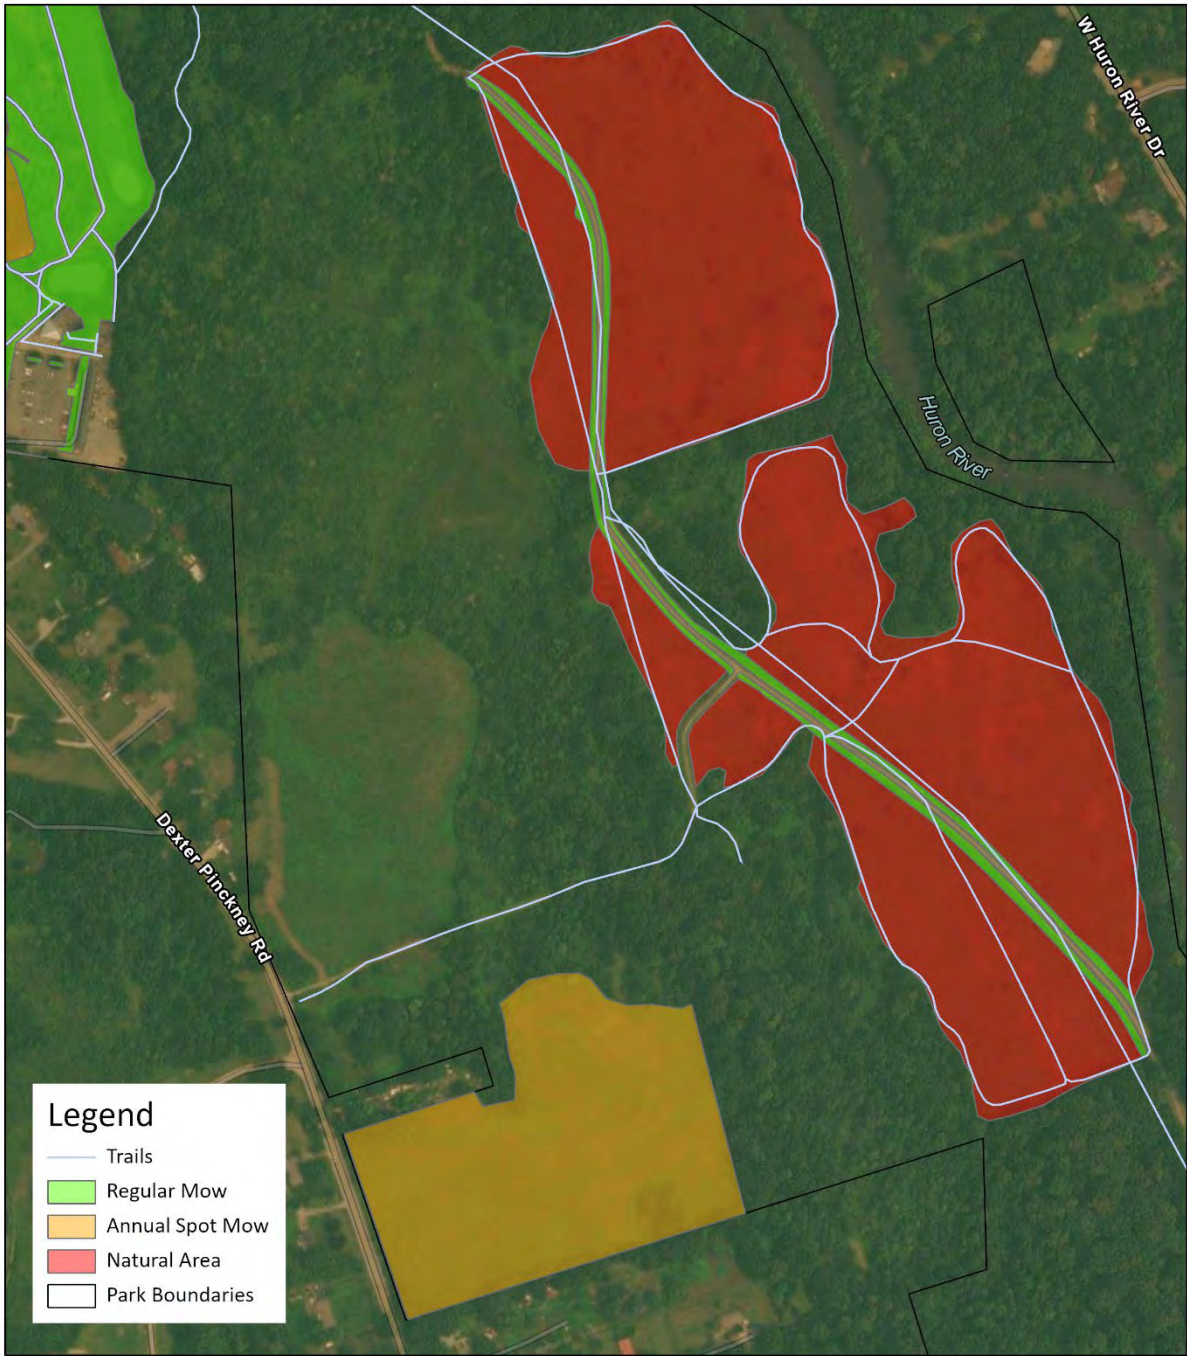 W Huron River Dr
Huron River
Dexter Pinckney Rd
Legend
Trails
Regular Mow
Annual Spot Mow
Natural Area
Park Boundaries